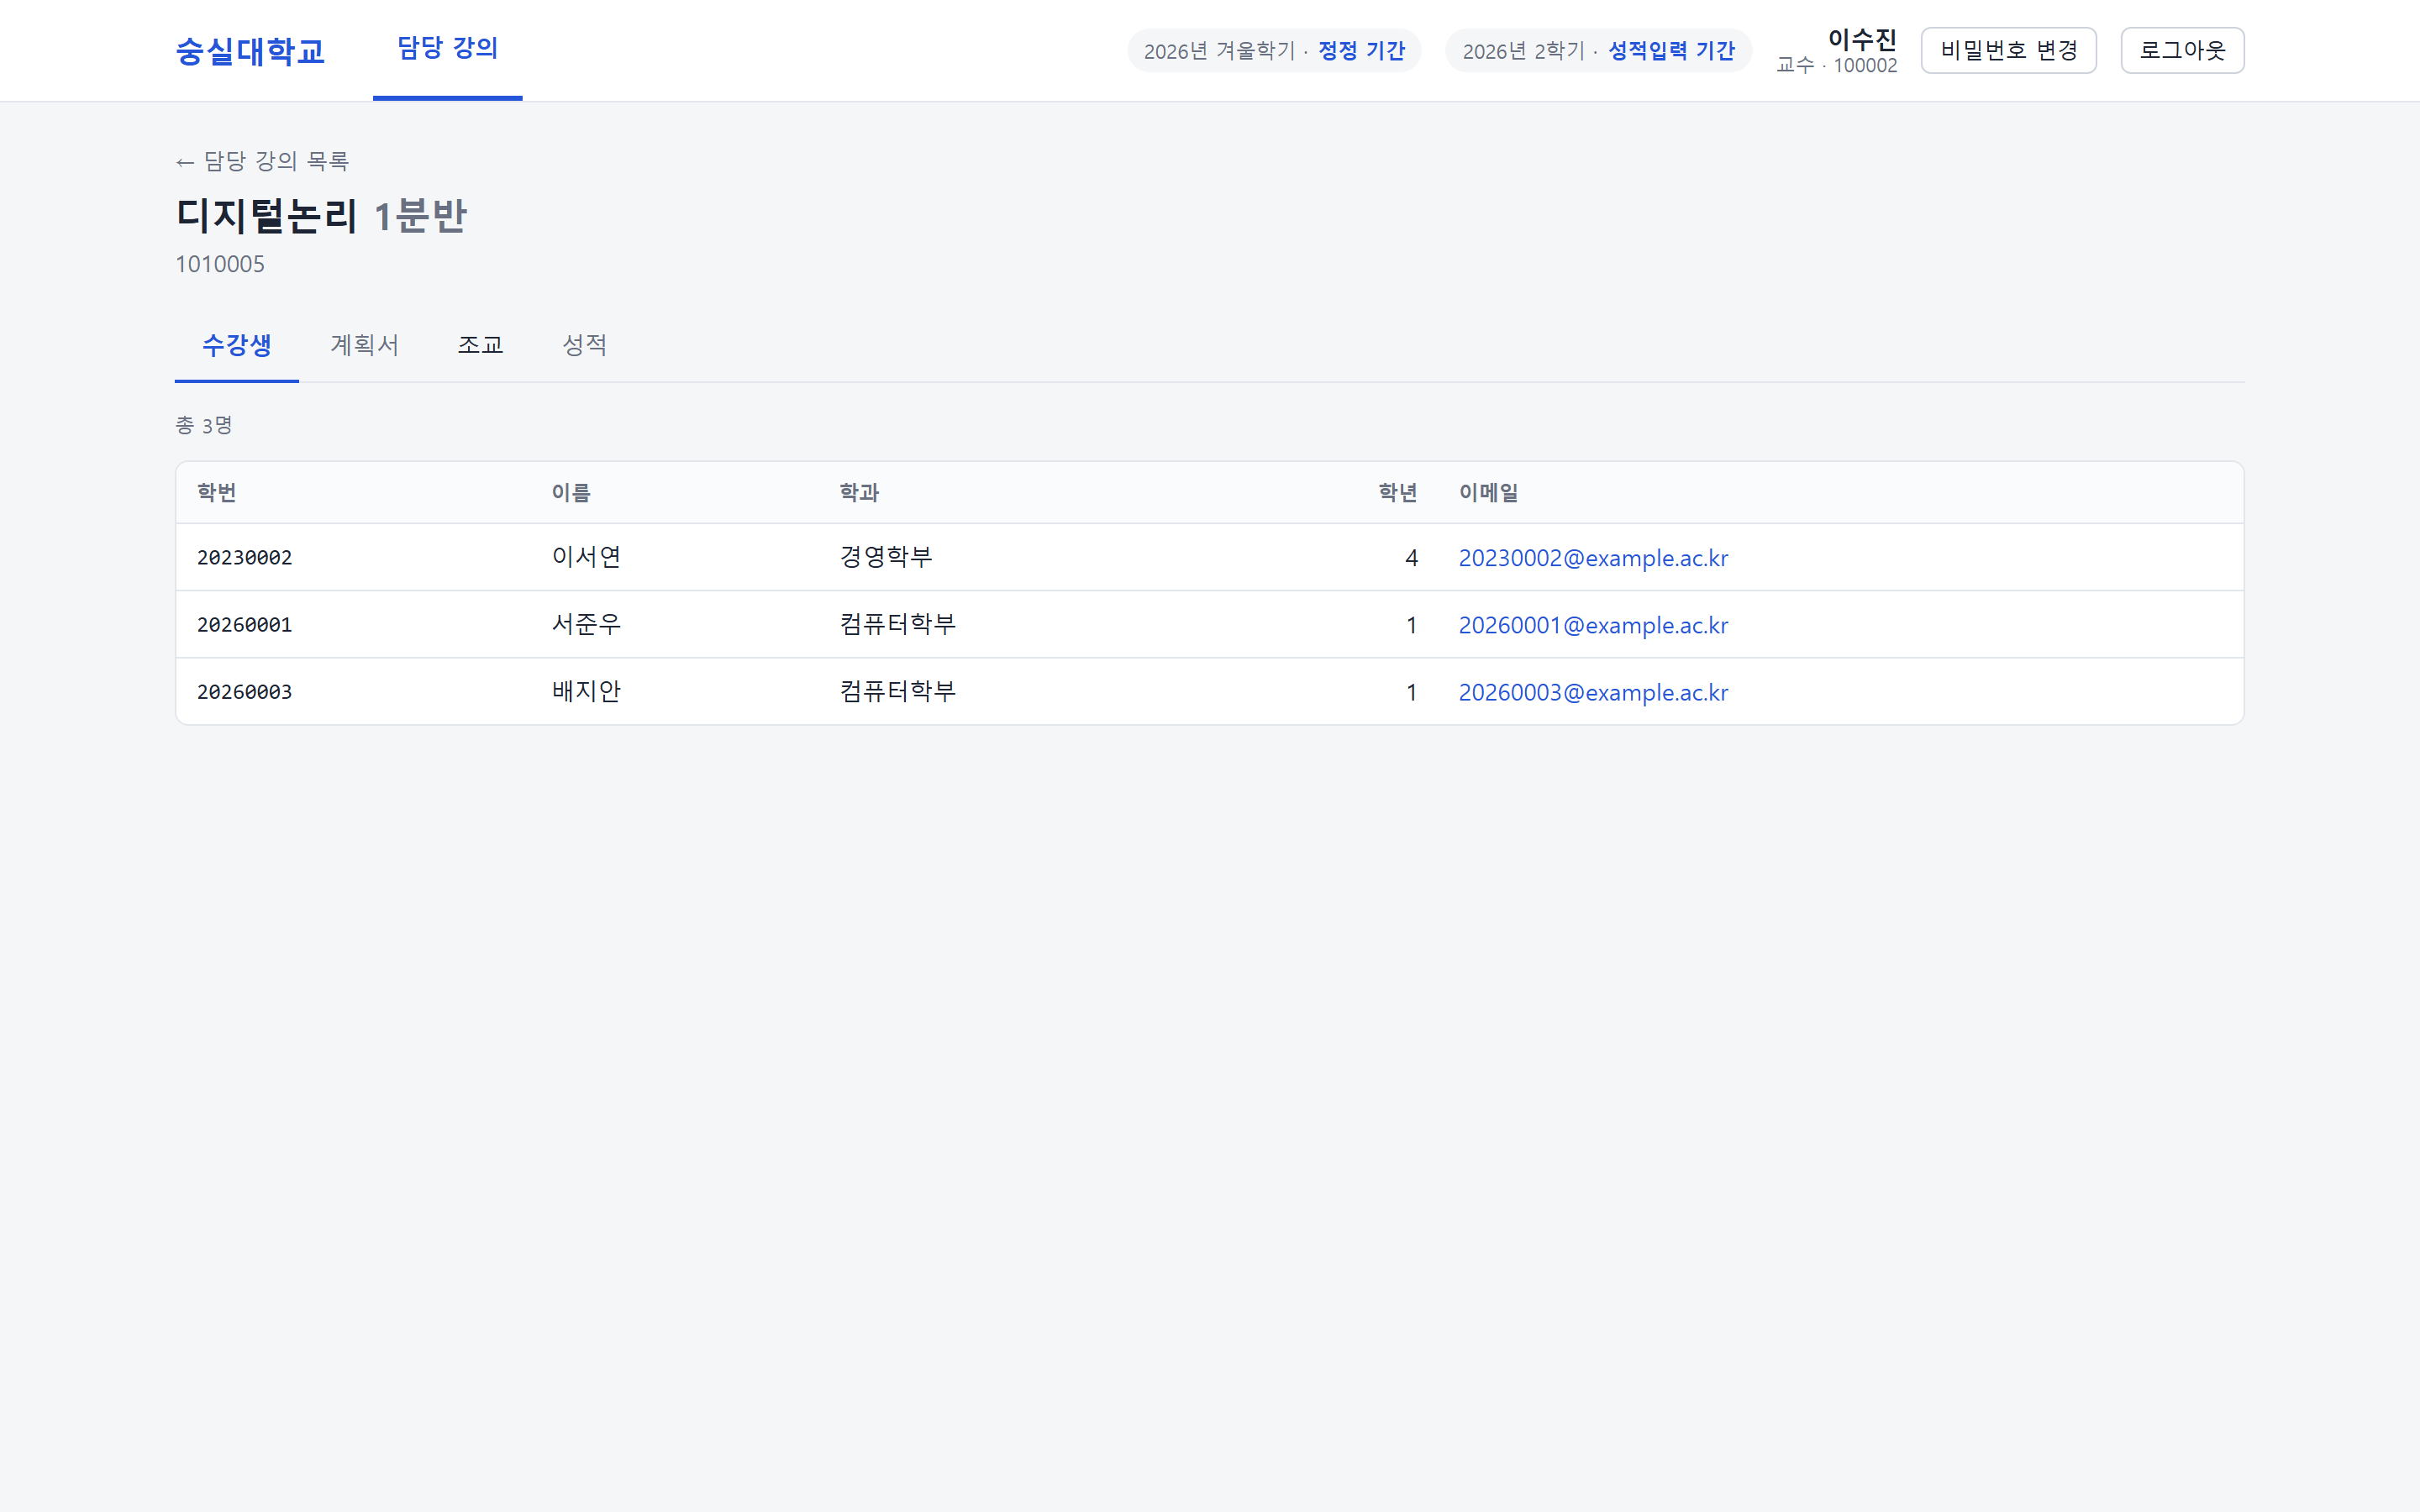 숭실대학교 담당 강의 2026년 겨울학기 · 정정 기간 2026년 2학기 · 성적입력 기간 이수진 비밀번호 변경 로그아웃
교수 · 100002
← 담당 강의 목록
디지털논리 1분반
1010005
수강생 계획서 조교 성적
총 3명
학번 이름 학과 학년 이메일
20230002 이서연 경영학부 4 20230002@example.ac.kr
20260001 서준우 컴퓨터학부 1 20260001@example.ac.kr
20260003 배지안 컴퓨터학부 1 20260003@example.ac.kr